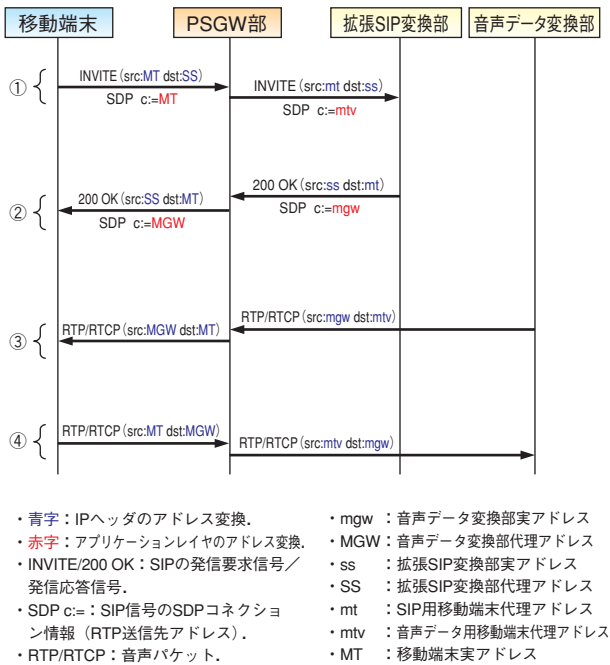 移動端末
PSGW部
拡張SIP変換部
音声データ変換部
①
INVITE（src:MT dst:SS）
SDP c:=MT
INVITE（src:mt dst:ss）
SDP c:=mtv
②
200 OK（src:ss dst:mt）
SDP c:=mgw
200 OK（src:SS dst:MT）
SDP c:=MGW
③
RTP/RTCP（src:mgw dst:mtv）
RTP/RTCP（src:MGW dst:MT）
④
RTP/RTCP（src:MT dst:MGW）
RTP/RTCP（src:mtv dst:mgw）
・青字：IPヘッダのアドレス変換．
・赤字：アプリケーションレイヤのアドレス変換．
・INVITE/200 OK：SIPの発信要求信号／
発信応答信号．
・SDP c:=：SIP信号のSDPコネクショ
ン情報（RTP送信先アドレス）．
・RTP/RTCP：音声パケット．
・mgw ：音声データ変換部実アドレス
・MGW：音声データ変換部代理アドレス
・ss ：拡張SIP変換部実アドレス
・SS ：拡張SIP変換部代理アドレス
・mt ：SIP用移動端末代理アドレス
・mtv ：音声データ用移動端末代理アドレス
・MT ：移動端末実アドレス